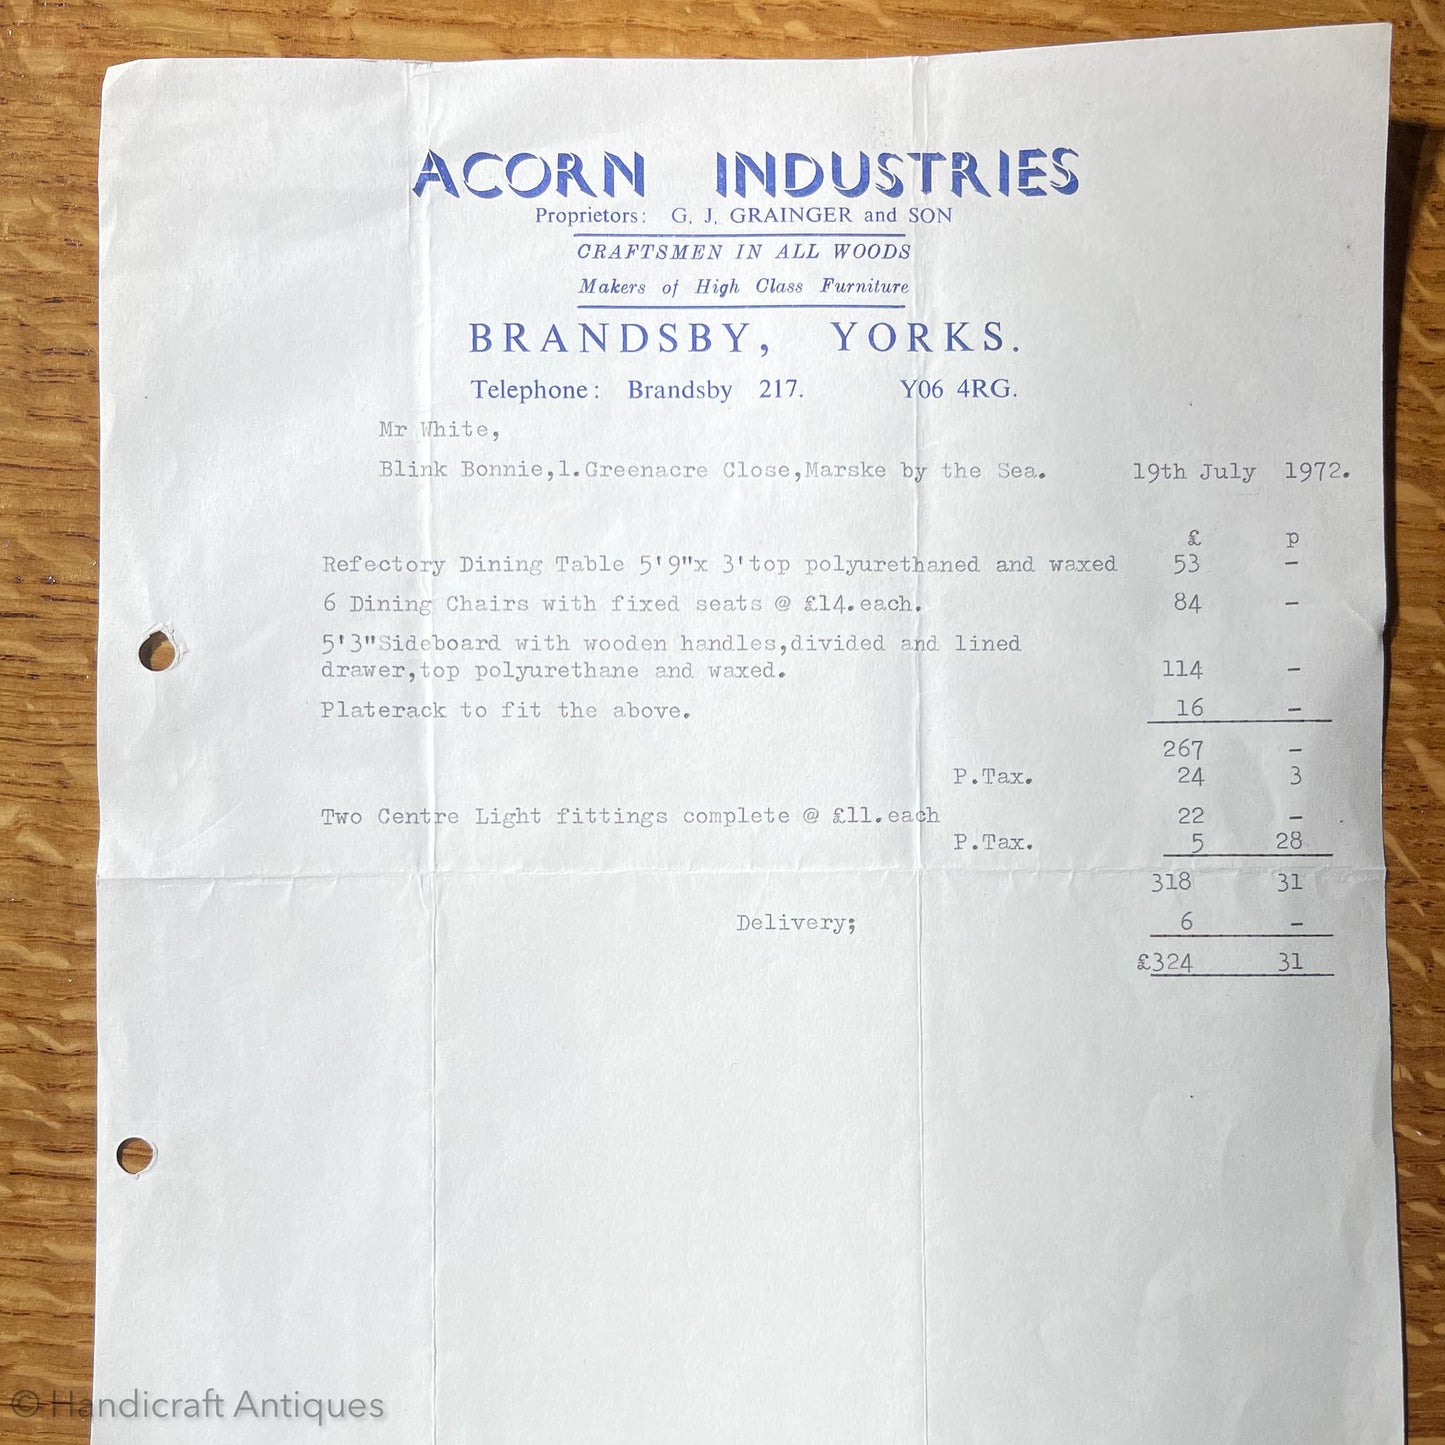 ACORN INDUSTRIES
Proprietors: G. J. GRAINGER and SON
CRAFTSMEN IN ALL WOODS
Makers of High Class Furniture
BRANDSBY, YORKS.
Telephone: Brandsby 217. Y06 4RG.
Mr White,
Blink Bonnie,1.Greenacre Close,Marske by the Sea. 19th July 1972.
£ p
Refectory Dining Table 5'9"x 3'top polyurethaned and waxed 53 -
6 Dining Chairs with fixed seats @ £14.each. 84 -
5'3"Sideboard with wooden handles,divided and lined
drawer,top polyurethane and waxed. 114 -
Platerack to fit the above. 16 -
267 -
P.Tax. 24 3
Two Centre Light fittings complete @ £11.each 22 -
P.Tax. 5 28
318 31
Delivery; 6 -
£324 31
© Handicraft Antiques